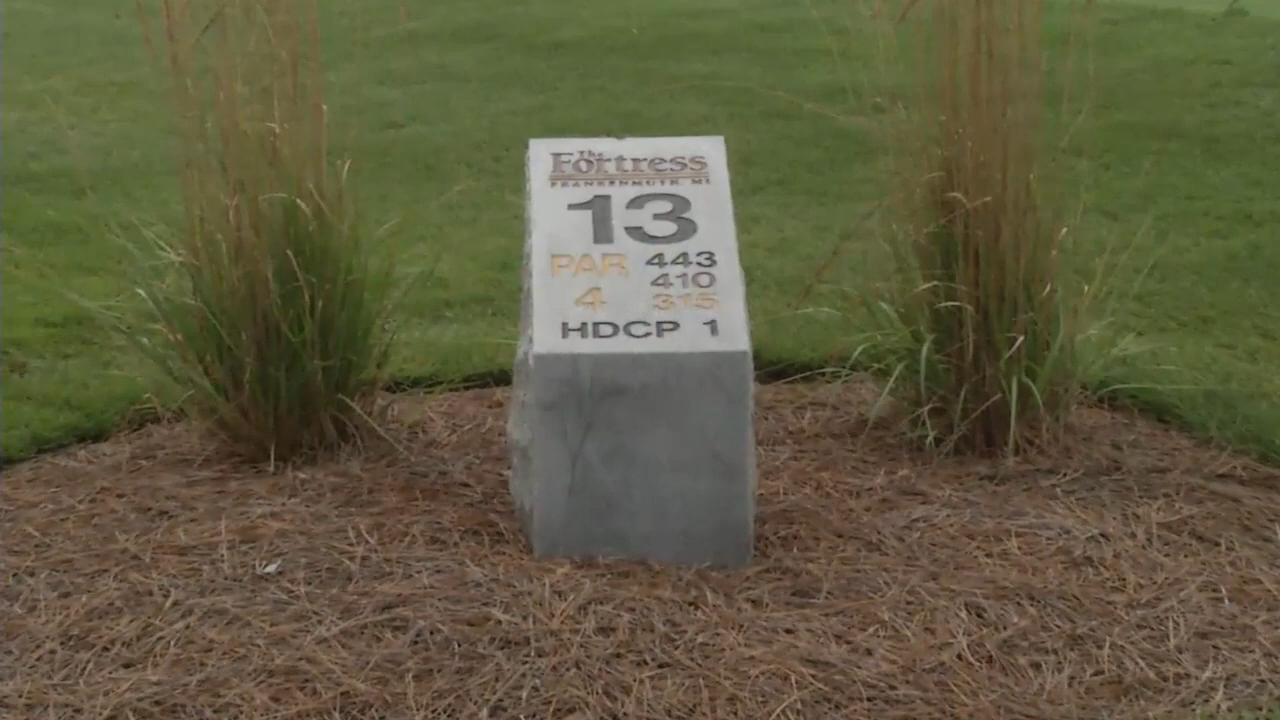 The
Fortress
FRANKENMUTH, MI
13
PAR 443
410
4 315
HDCP 1